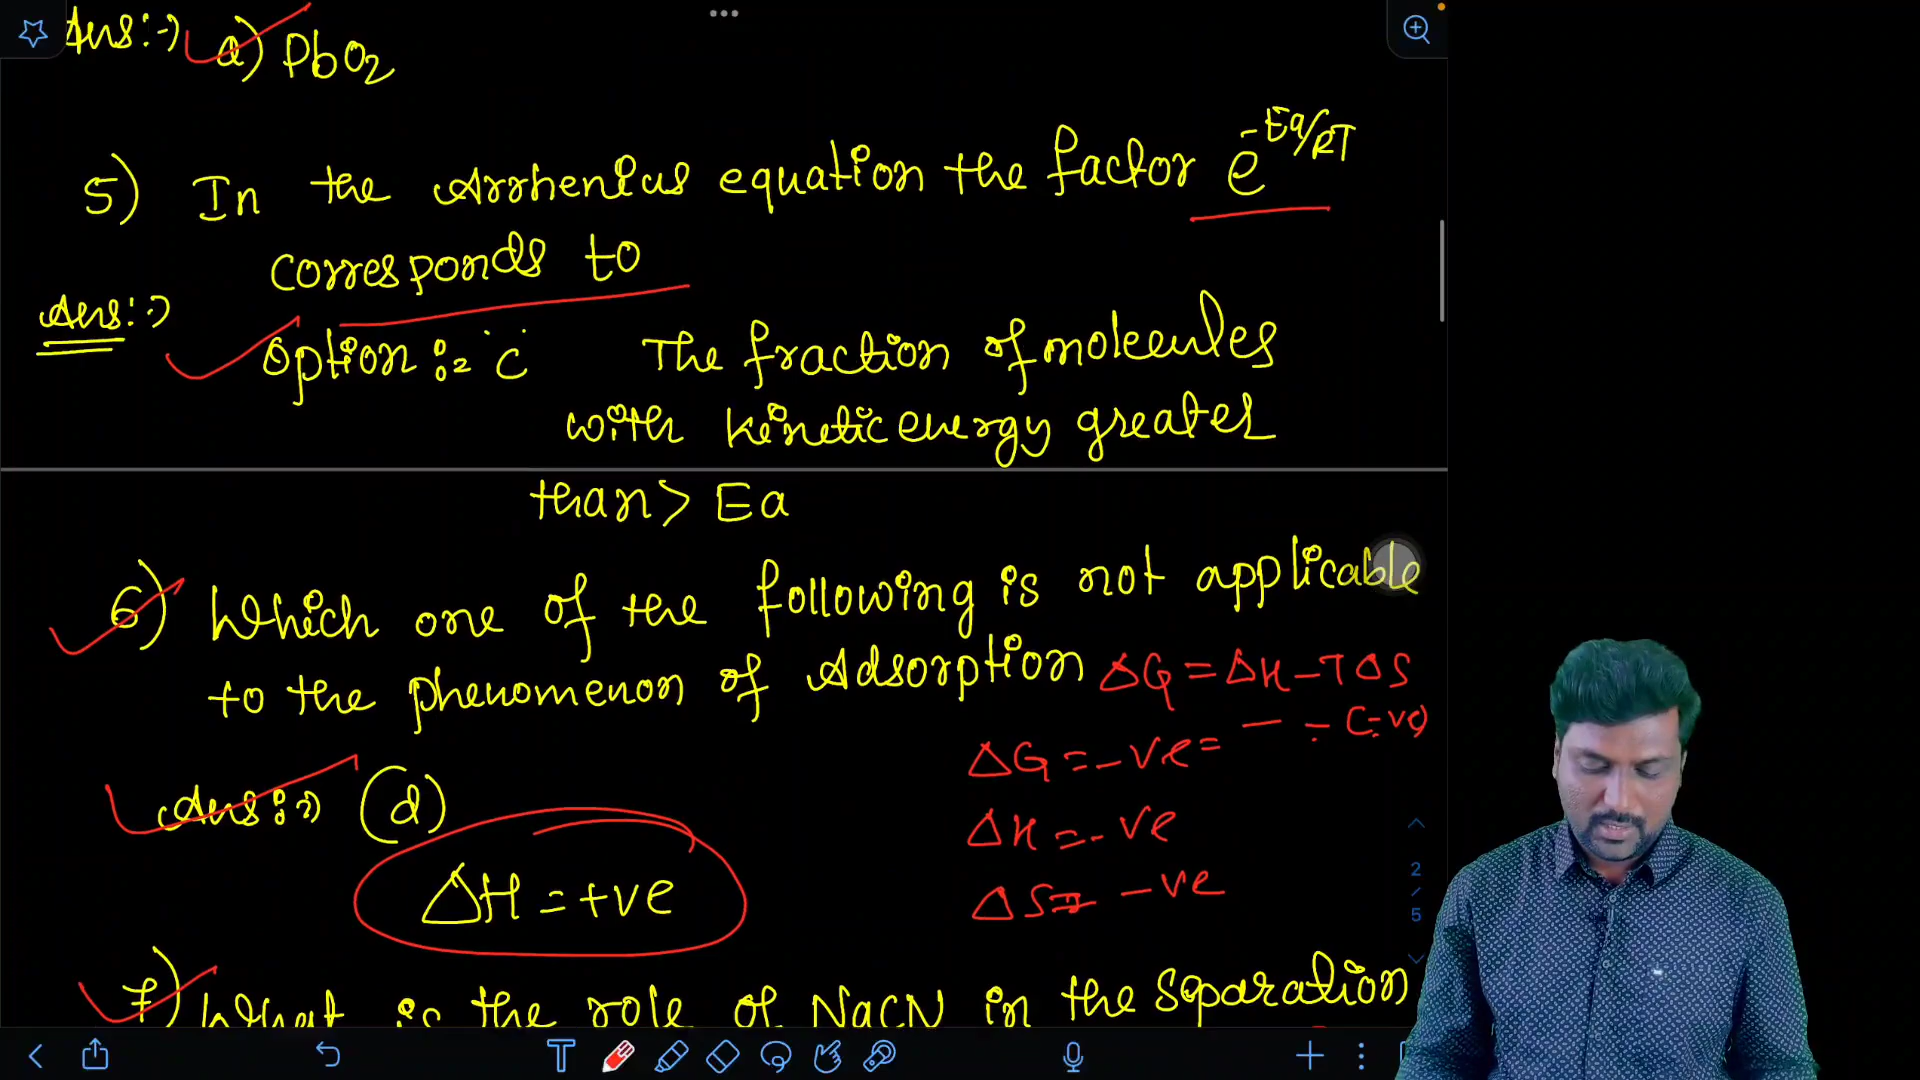 Ans:-) a) PbO2
5) In the Arrhenius equation the factor e^-Ea/RT
corresponds to
Ans:-)
option :- 'c' The fraction of molecules
with kinetic energy greater
than > Ea
6) Which one of the following is not applicable
to the phenomenon of Adsorption
ΔG = ΔH - TΔS
- - (-ve)
ΔG = -ve =
Ans:-) (d)
ΔH = -ve
ΔH = +ve
ΔS = -ve
2
/
5
7) What is the role of NaCN in the separation
T